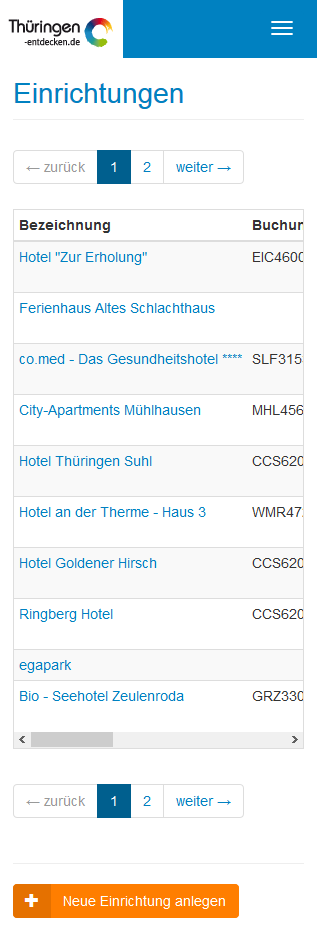 Thüringen
-entdecken.de
Einrichtungen
← zurück 1 2 weiter →
Bezeichnung Buchun
Hotel "Zur Erholung" EIC4600
Ferienhaus Altes Schlachthaus
co.med - Das Gesundheitshotel **** SLF315
City-Apartments Mühlhausen MHL456
Hotel Thüringen Suhl CCS620
Hotel an der Therme - Haus 3 WMR47
Hotel Goldener Hirsch CCS620
Ringberg Hotel CCS620
egapark
Bio - Seehotel Zeulenroda GRZ330
← zurück 1 2 weiter →
Neue Einrichtung anlegen